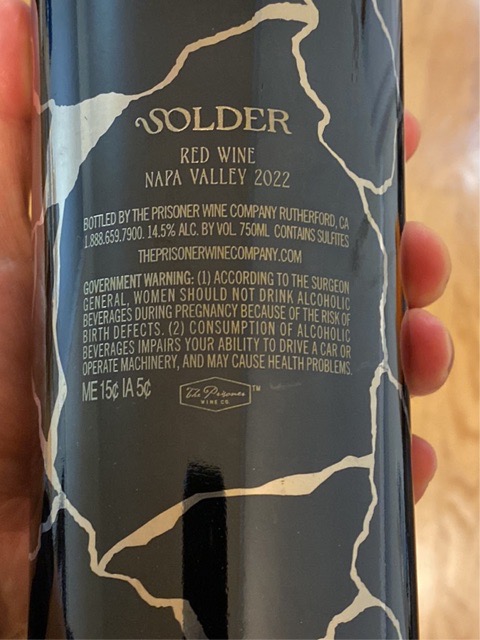 SOLDER
RED WINE
NAPA VALLEY 2022
BOTTLED BY THE PRISONER WINE COMPANY RUTHERFORD, CA
1.888.659.7900. 14.5% ALC. BY VOL. 750ML CONTAINS SULFITES
THEPRISONERWINECOMPANY.COM
GOVERNMENT WARNING: (1) ACCORDING TO THE SURGEON
GENERAL, WOMEN SHOULD NOT DRINK ALCOHOLIC
BEVERAGES DURING PREGNANCY BECAUSE OF THE RISK OF
BIRTH DEFECTS. (2) CONSUMPTION OF ALCOHOLIC
BEVERAGES IMPAIRS YOUR ABILITY TO DRIVE A CAR OR
OPERATE MACHINERY, AND MAY CAUSE HEALTH PROBLEMS.
ME 15¢ IA 5¢
The Prisoner TM
WINE CO.